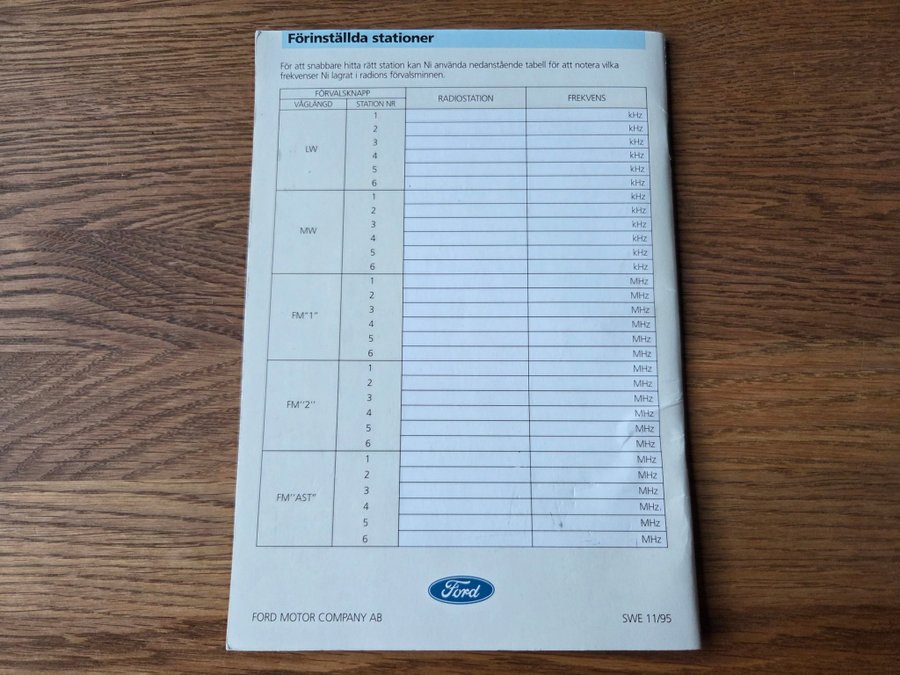 Förinställda stationer
För att snabbare hitta rätt station kan Ni använda nedanstående tabell för att notera vilka
frekvenser Ni lagrat i radions förvalsminnen.
FÖRVALSKNAPP
VÅGLÄNGD STATION NR RADIOSTATION FREKVENS
LW
1 kHz
2 kHz
3 kHz
4 kHz
5 kHz
6 kHz
MW
1 kHz
2 kHz
3 kHz
4 kHz
5 kHz
6 kHz
FM"1"
1 MHz
2 MHz
3 MHz
4 MHz
5 MHz
6 MHz
FM"2"
1 MHz
2 MHz
3 MHz
4 MHz
5 MHz
6 MHz
FM"AST"
1 MHz
2 MHz
3 MHz
4 MHz
5 MHz
6 MHz
Ford
FORD MOTOR COMPANY AB SWE 11/95